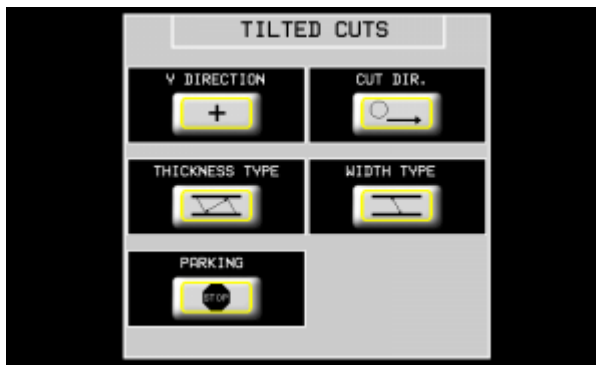 TILTED CUTS
Y DIRECTION
CUT DIR.
+
THICKNESS TYPE
WIDTH TYPE
PARKING
STOP